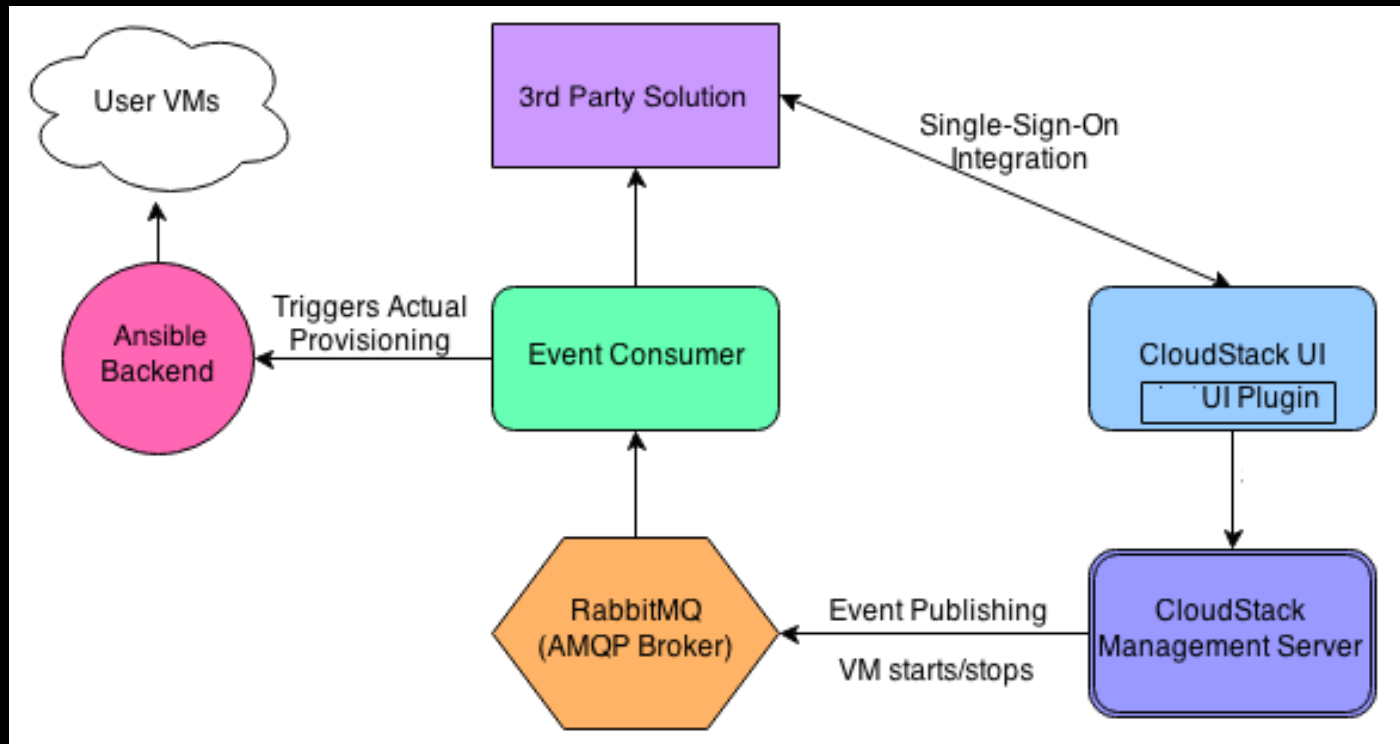 User VMs
3rd Party Solution
Single-Sign-On
Integration
Ansible
Backend
Triggers Actual
Provisioning
Event Consumer
CloudStack UI
UI Plugin
RabbitMQ
(AMQP Broker)
Event Publishing
VM starts/stops
CloudStack
Management Server